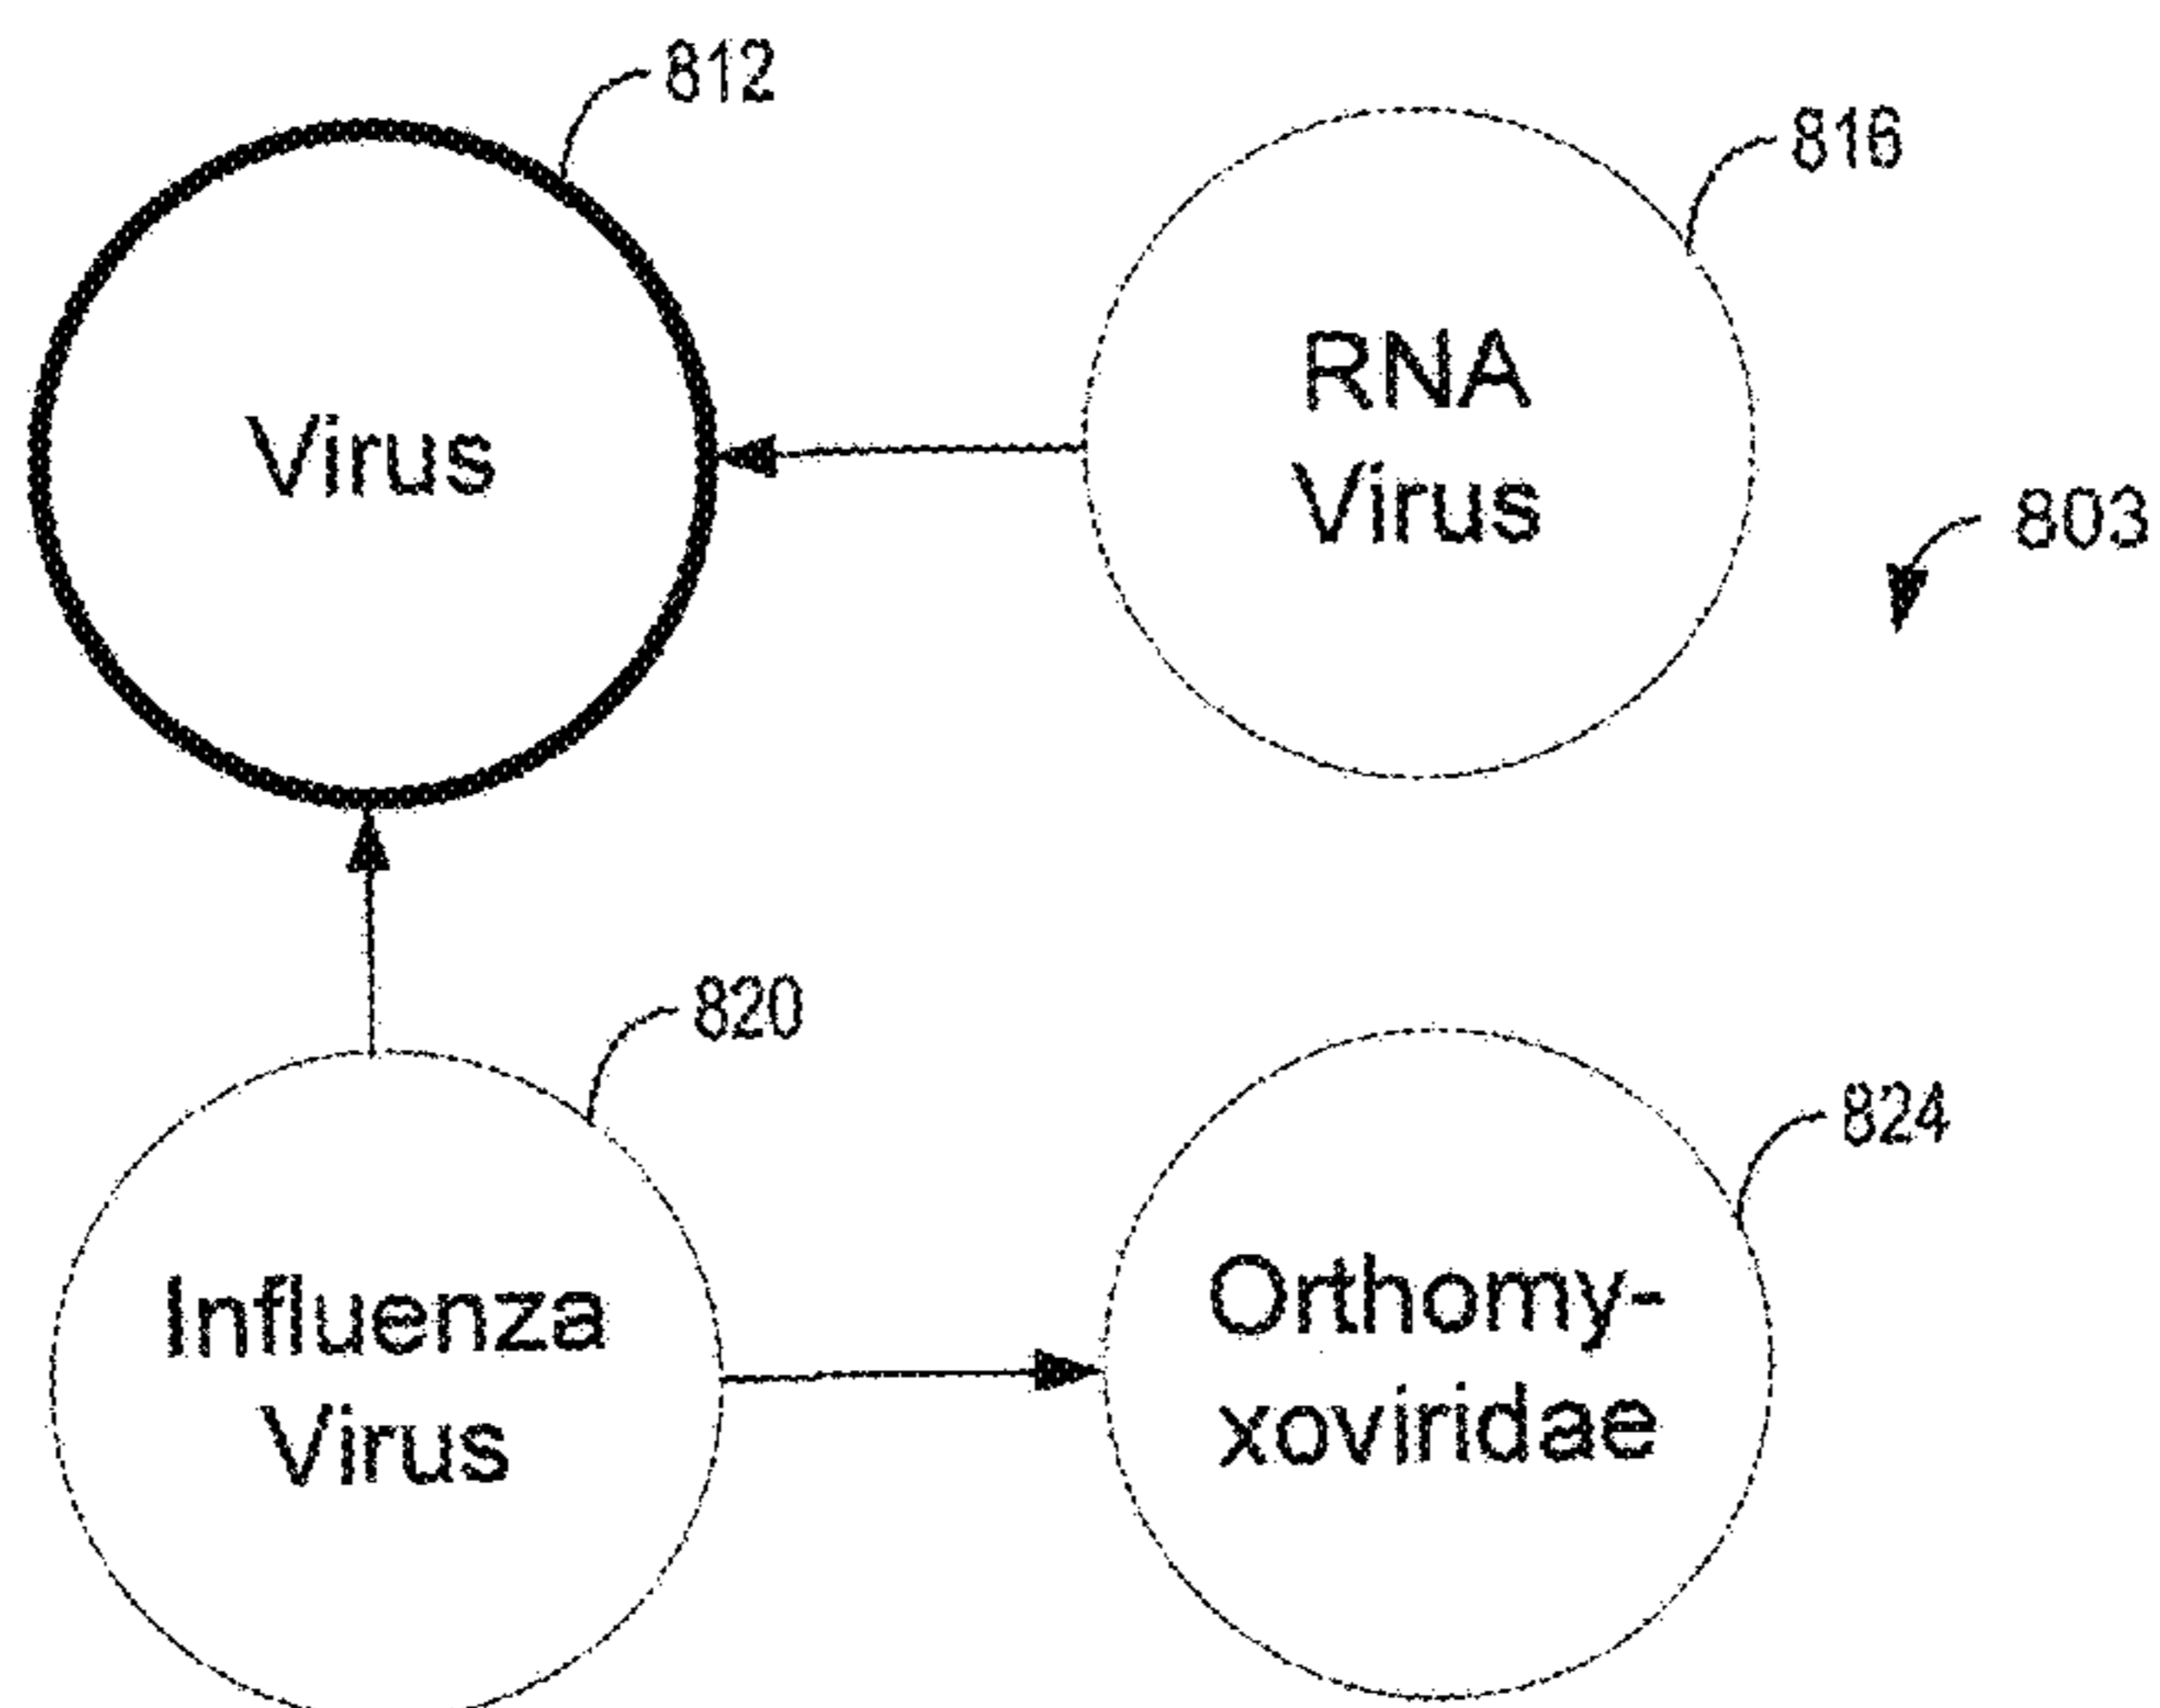 812
816
Virus
RNA
Virus
803
820
824
Influenza
Virus
Orthomy-
xoviridae